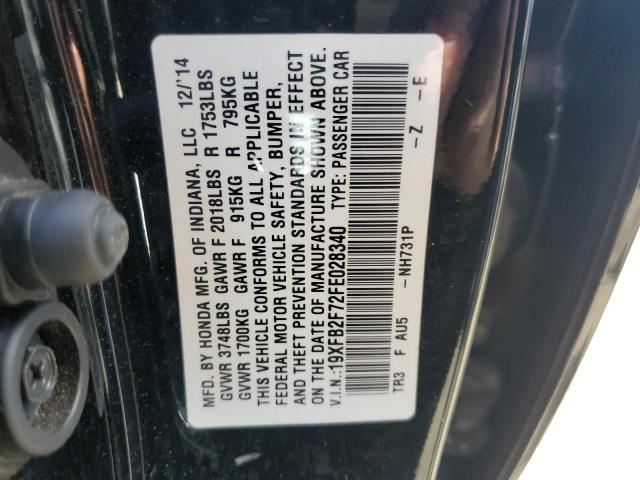 MFD. BY HONDA MFG. OF INDIANA, LLC 12/'14
GVWR 3748LBS GAWR F 2018LBS R 1753LBS
GVWR 1700KG GAWR F 915KG R 795KG
THIS VEHICLE CONFORMS TO ALL APPLICABLE
FEDERAL MOTOR VEHICLE SAFETY, BUMPER,
AND THEFT PREVENTION STANDARDS IN EFFECT
ON THE DATE OF MANUFACTURE SHOWN ABOVE.
V.I.N.:19XFB2F72FE028340 TYPE: PASSENGER CAR
TR3 F AU5 -NH731P -Z -E